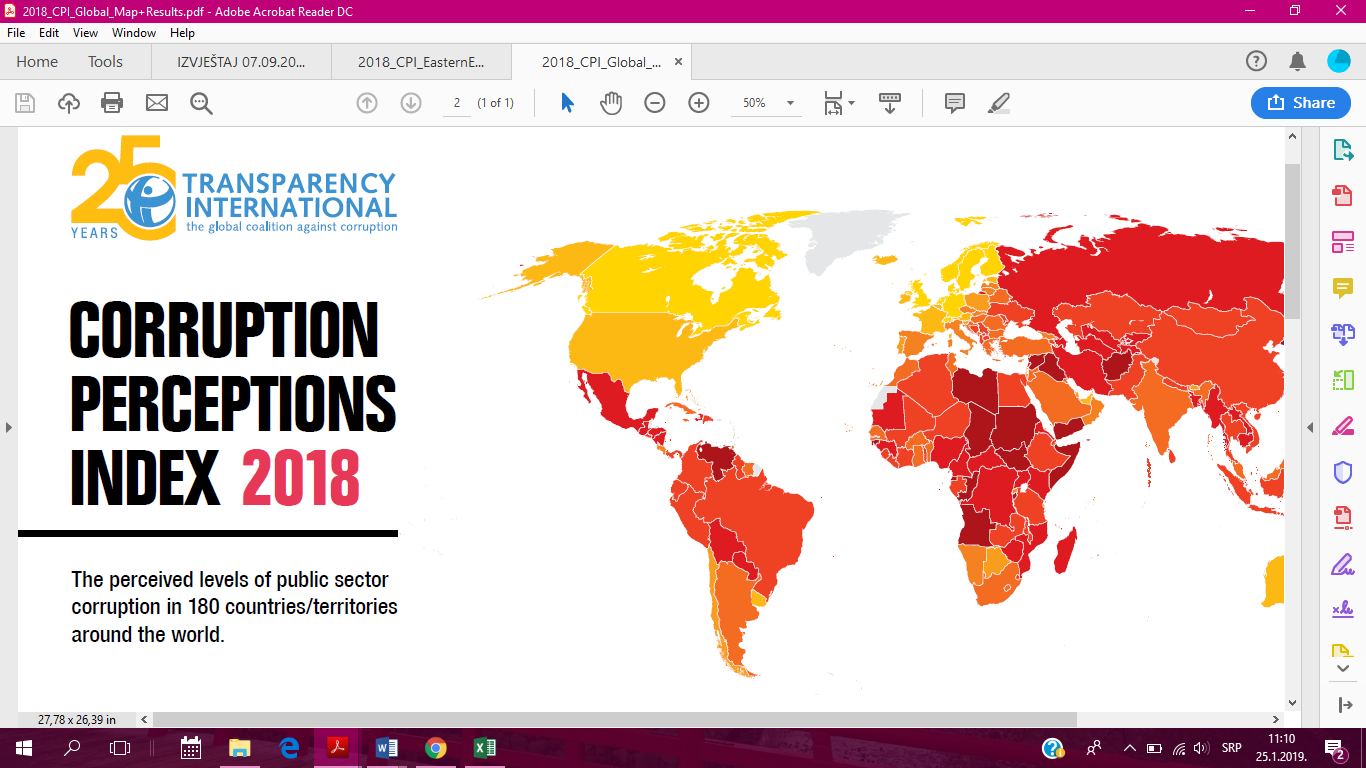 2018_CPI_Global_Map+Results.pdf - Adobe Acrobat Reader DC
File Edit View Window Help
Home Tools IZVJEŠTAJ 07.09.20... 2018_CPI_EasternE... 2018_CPI_Global_... ×
2 (1 of 1) 50% Share
25
YEARS
TRANSPARENCY
INTERNATIONAL
the global coalition against corruption
CORRUPTION
PERCEPTIONS
INDEX 2018
The perceived levels of public sector
corruption in 180 countries/territories
around the world.
27,78 x 26,39 in
SRP
11:10
25.1.2019.
2